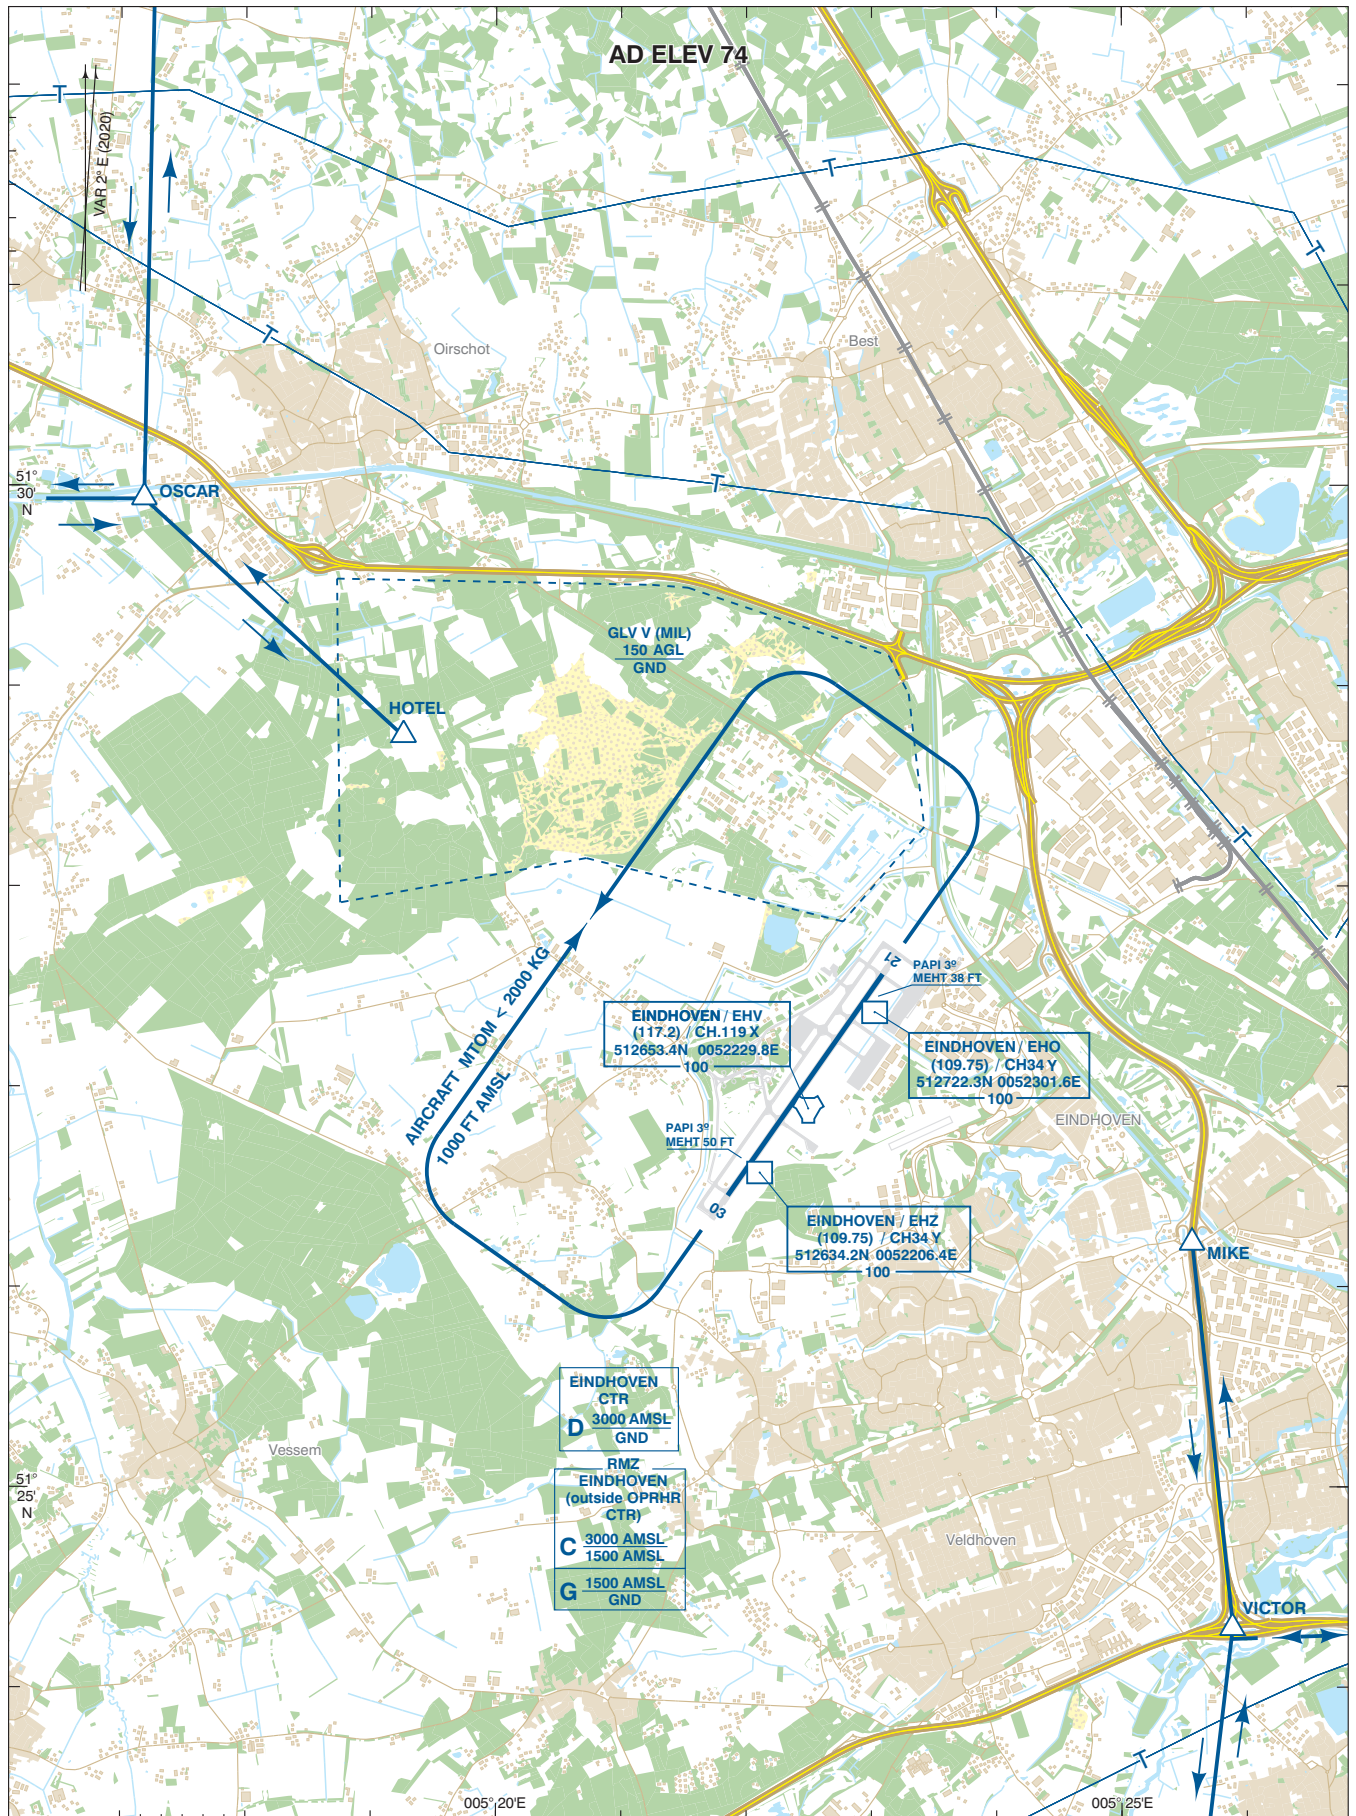 AD ELEV 74
T
VAR 2° E (2020)
T
T
T
Oirschot
Best
51°
30'
N
OSCAR
T
GLV V (MIL)
150 AGL
GND
HOTEL
T
AIRCRAFT MTOM < 2000 KG
1000 FT AMSL
21
PAPI 3°
MEHT 38 FT
EINDHOVEN / EHV
(117.2) / CH.119 X
512653.4N 0052229.8E
100
EINDHOVEN / EHO
(109.75) / CH34 Y
512722.3N 0052301.6E
100
EINDHOVEN
PAPI 3°
MEHT 50 FT
03
EINDHOVEN / EHZ
(109.75) / CH34 Y
512634.2N 0052206.4E
100
MIKE
EINDHOVEN
CTR
D 3000 AMSL
GND
RMZ
EINDHOVEN
(outside OPRHR
CTR)
C 3000 AMSL
1500 AMSL
G 1500 AMSL
GND
Vessem
51°
25'
N
Veldhoven
VICTOR
T
005° 20'E
005° 25'E